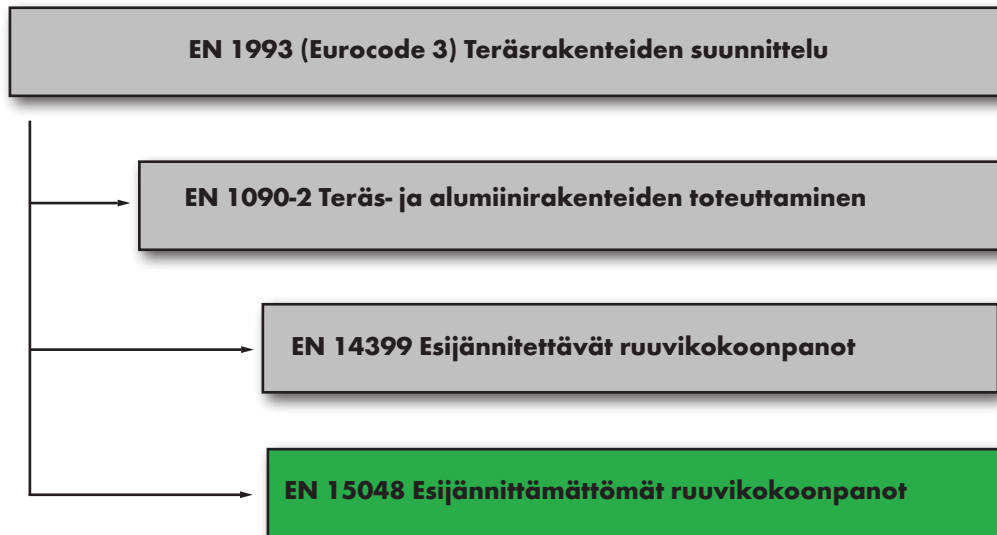 EN 1993 (Eurocode 3) Teräsrakenteiden suunnittelu
EN 1090-2 Teräs- ja alumiinirakenteiden toteuttaminen
EN 14399 Esijännitettävät ruuvikokoonpanot
EN 15048 Esijännittämättömät ruuvikokoonpanot